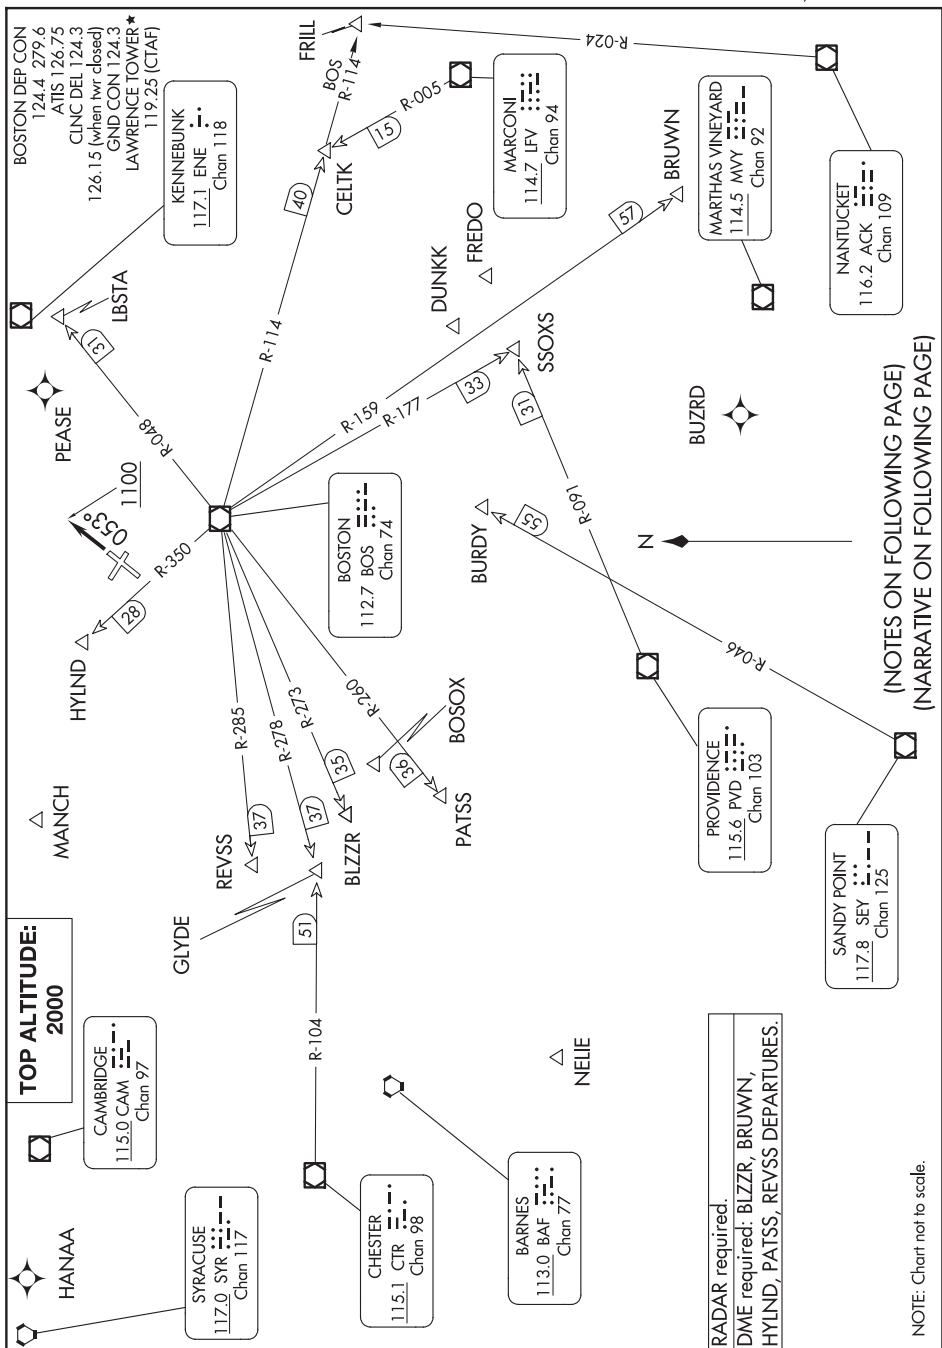 BOSTON DEP CON
124.4 279.6
ATIS 126.75
CLNC DEL 124.3
126.15 (when twr closed)
GND CON 124.3
LAWRENCE TOWER★
119.25 (CTAF)
TOP ALTITUDE:
2000
HANAA
SYRACUSE
117.0 SYR
Chan 117
CAMBRIDGE
115.0 CAM
Chan 97
MANCH
HYLND
28
R-350
053°
1100
PEASE
R-048
31
LBSTA
KENNEBUNK
117.1 ENE
Chan 118
FRILL
BOS
R-114
CELTK
40
R-114
15
R-005
MARCONI
114.7 LFV
Chan 94
R-024
REVSS
37
R-285
GLYDE
37
R-278
BLZZR
35
R-273
BOSOX
PATSS
36
R-260
BOSTON
112.7 BOS
Chan 74
R-159
57
BRUWN
R-177
33
SSOXS
DUNKK
FREDO
CHESTER
115.1 CTR
Chan 98
R-104
51
BARNES
113.0 BAF
Chan 77
NELIE
BURDY
55
R-046
31
R-091
PROVIDENCE
115.6 PVD
Chan 103
SANDY POINT
117.8 SEY
Chan 125
BUZRD
MARTHAS VINEYARD
114.5 MVY
Chan 92
NANTUCKET
116.2 ACK
Chan 109
N
RADAR required.
DME required: BLZZR, BRUWN,
HYLND, PATSS, REVSS DEPARTURES.
NOTE: Chart not to scale.
(NOTES ON FOLLOWING PAGE)
(NARRATIVE ON FOLLOWING PAGE)